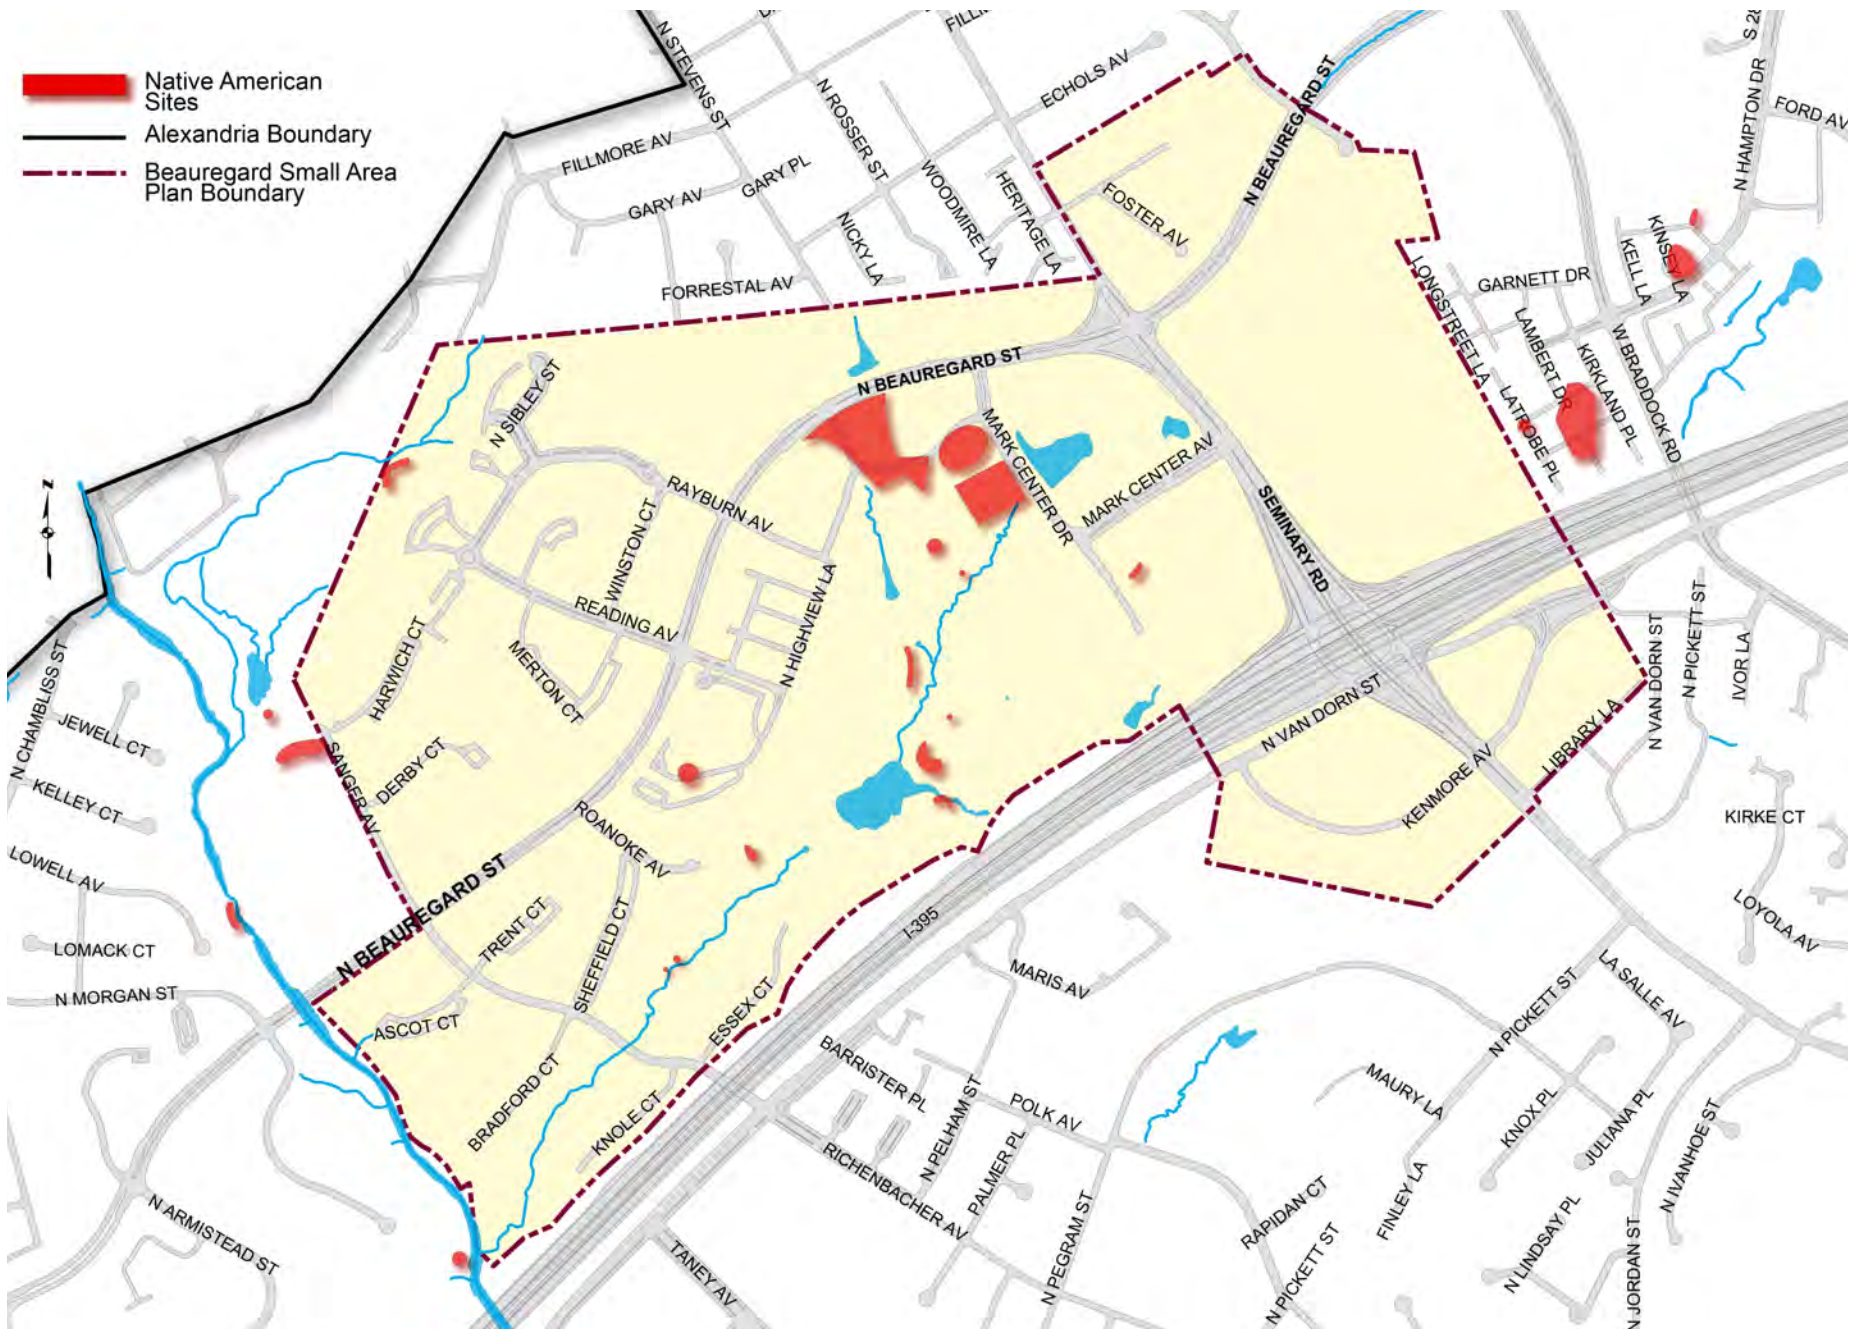 Native American
Sites
Alexandria Boundary
Beauregard Small Area
Plan Boundary
N STEVENS ST
FILLMORE AV
GARY AV
GARY PL
N ROSSER ST
ECHOLS AV
WOODMIRE LA
HERITAGE LA
NICKY LA
FORRESTAL AV
FOSTER AV
N BEAUREGARD ST
N HAMPTON DR
FORD AV
KINSEY LA
KELL LA
GARNETT DR
LONGSTREET LA
LAMBERT DR
KIRKLAND PL
W BRADDOCK RD
LATROBE PL
N SIBLEY ST
N BEAUREGARD ST
MARK CENTER DR
MARK CENTER AV
SEMINARY RD
RAYBURN AV
WINSTON CT
READING AV
N HIGHVIEW LA
HARWICH CT
MERTON CT
DERBY CT
SANGER AV
ROANOKE AV
N BEAUREGARD ST
TRENT CT
SHEFFIELD CT
ASCOT CT
BRADFORD CT
ESSEX CT
KNOLE CT
I-395
N VAN DORN ST
KENMORE AV
LIBRARY LA
N VAN DORN ST
N PICKETT ST
IVOR LA
KIRKE CT
LOYOLA AV
LA SALLE AV
N PICKETT ST
MARIS AV
BARRISTER PL
N PELHAM ST
POLK AV
PALMER PL
RICHENBACHER AV
N PEGRAM ST
TANEY AV
MAURY LA
KNOX PL
JULIANA PL
N IVANHOE ST
FINLEY LA
RAPIDAN CT
N PICKETT ST
N LINDSAY PL
N JORDAN ST
N CHAMBLISS ST
JEWELL CT
KELLEY CT
LOWELL AV
LOMACK CT
N MORGAN ST
N ARMISTEAD ST